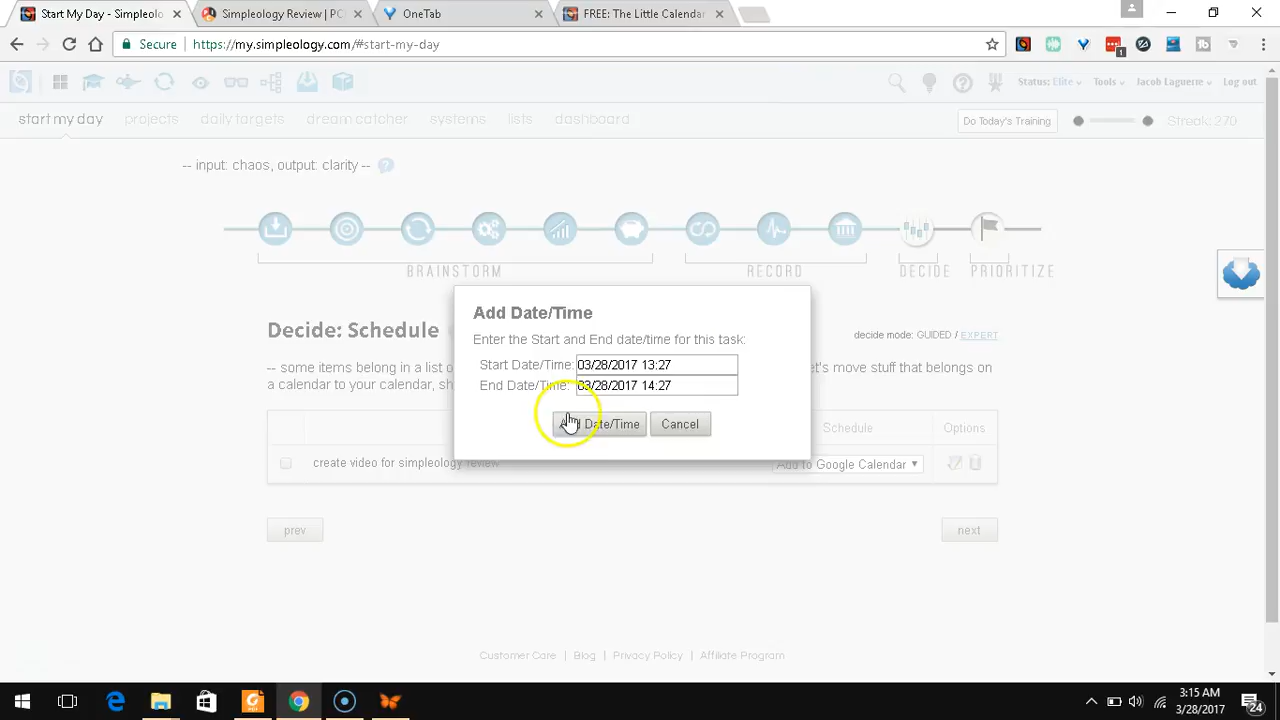 Start My Day - Simpleolo
Simpleology Review | PC
OneTab
FREE: The Little Calendar
Secure
https://my.simpleology.com/#start-my-day
1
Status: Elite
Tools
Jacob Laguerre
Log out
start my day
projects
daily targets
dream catcher
systems
lists
dashboard
Do Today's Training
Streak: 270
-- input: chaos, output: clarity --
?
BRAINSTORM
RECORD
DECIDE
PRIORITIZE
Add Date/Time
Decide: Schedule
decide mode: GUIDED / EXPERT
Enter the Start and End date/time for this task:
-- some items belong in a list o
et's move stuff that belongs
Start Date/Time:
03/28/2017 13:27
on a calendar to your calendar, sh
End Date/Time:
03/28/2017 14:27
Add Date/Time
Cancel
Schedule
Options
create video for simpleology review
Add to Google Calendar
prev
next
Customer Care | Blog | Privacy Policy | Affiliate Program
3:15 AM
3/28/2017
24